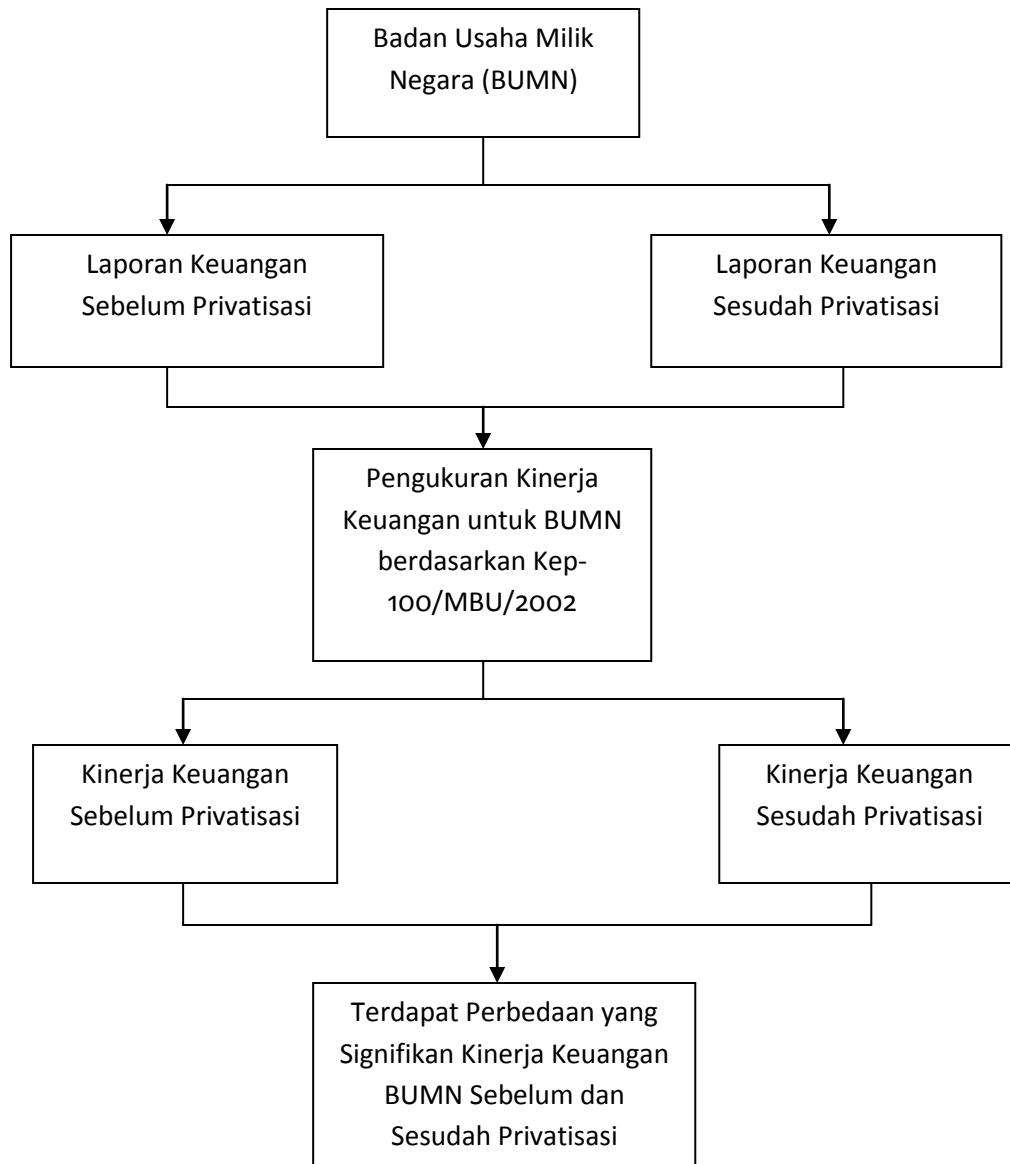 Badan Usaha Milik
Negara (BUMN)
Laporan Keuangan
Sebelum Privatisasi
Laporan Keuangan
Sesudah Privatisasi
Pengukuran Kinerja
Keuangan untuk BUMN
berdasarkan Kep-
100/MBU/2002
Kinerja Keuangan
Sebelum Privatisasi
Kinerja Keuangan
Sesudah Privatisasi
Terdapat Perbedaan yang
Signifikan Kinerja Keuangan
BUMN Sebelum dan
Sesudah Privatisasi